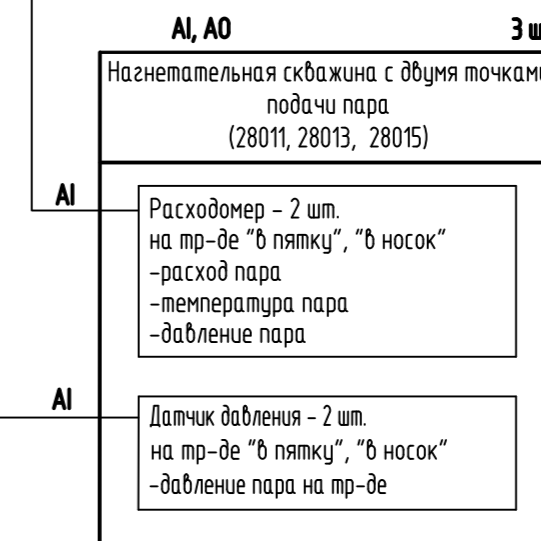 AI, AO
3 ш
Нагнетательная скважина с двумя точками
подачи пара
(28011, 28013, 28015)
AI
Расходомер – 2 шт.
на тр-де "в пятку", "в носок"
-расход пара
-температура пара
-давление пара
AI
Датчик давления – 2 шт.
на тр-де "в пятку", "в носок"
-давление пара на тр-де